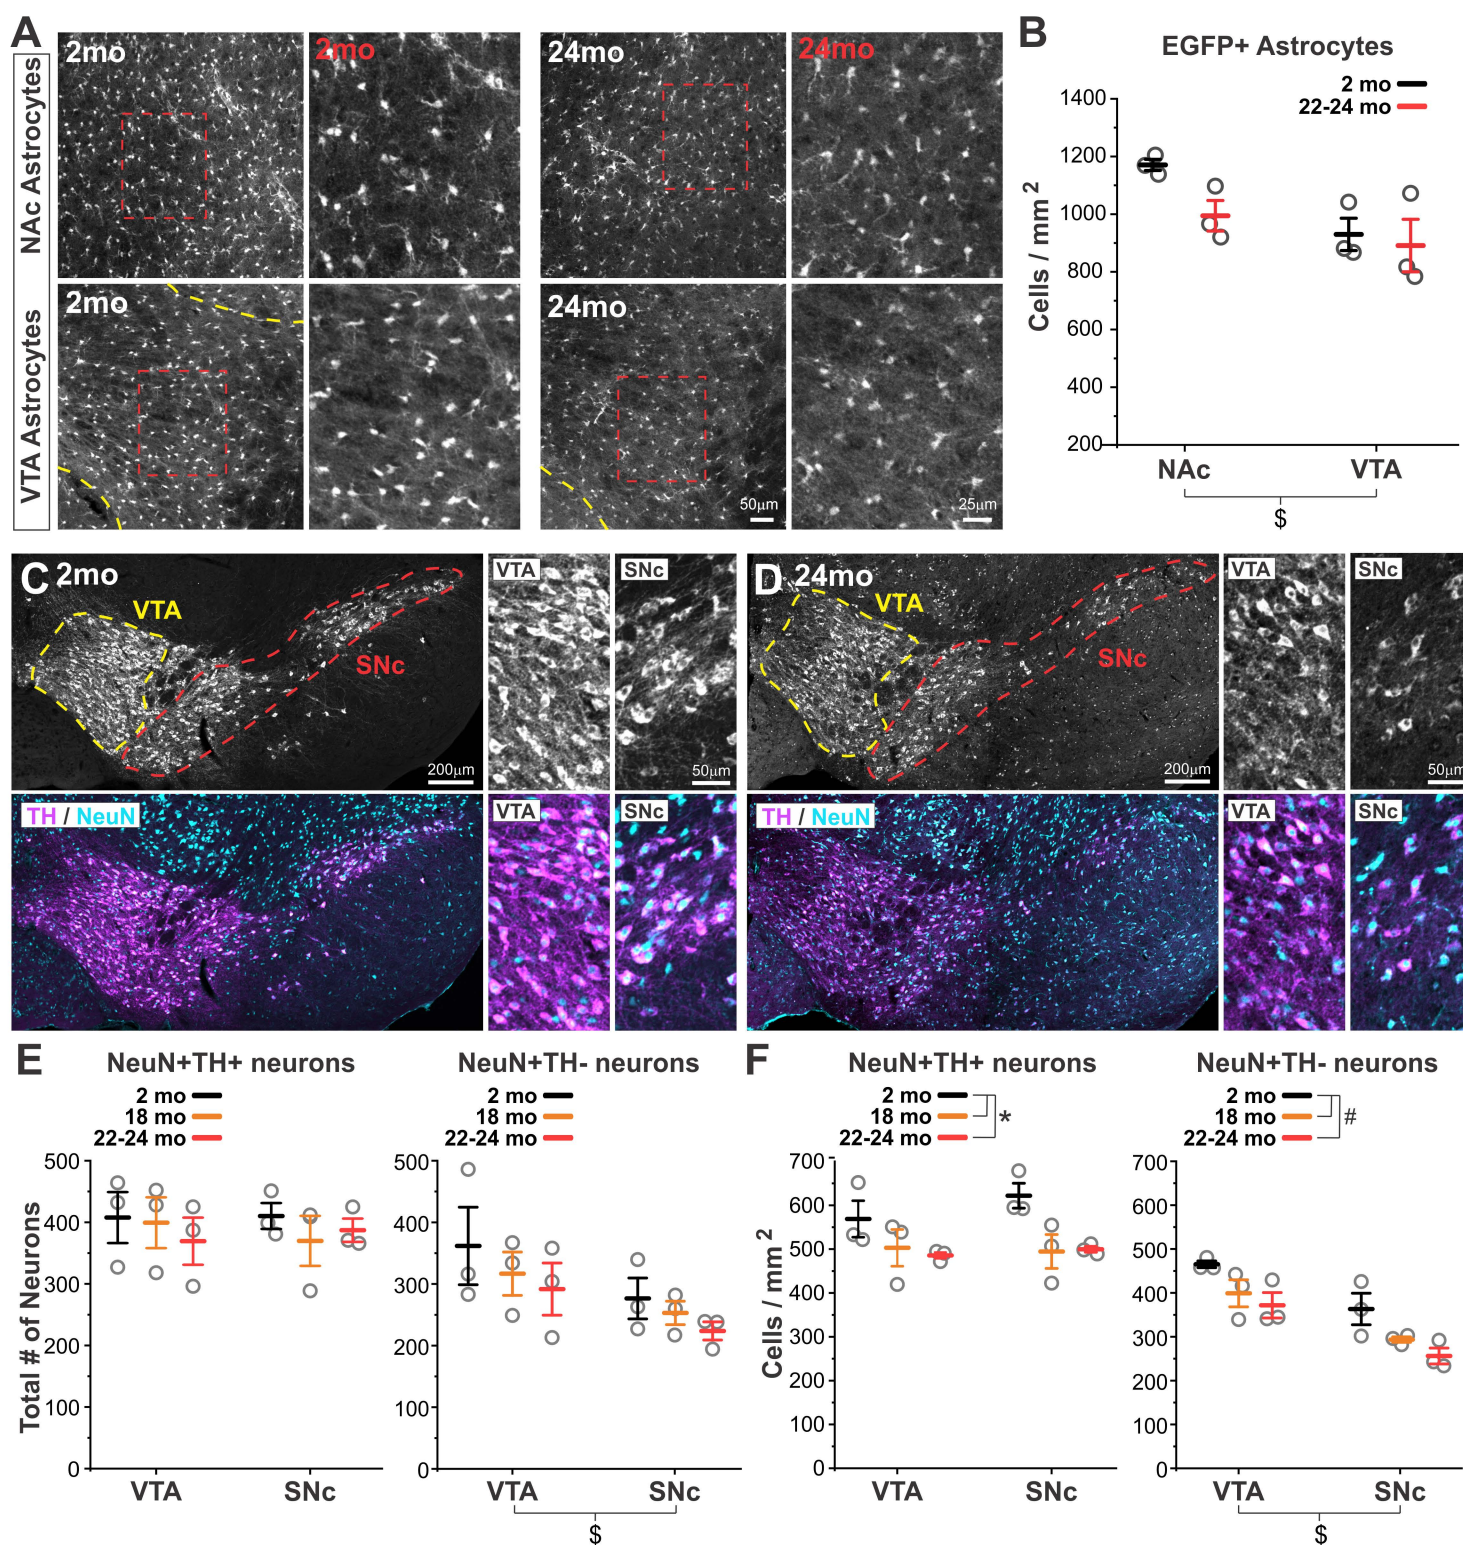 A
NAc Astrocytes
VTA Astrocytes
2mo
2mo
24mo
24mo
2mo
24mo
50μm
25μm
B
EGFP+ Astrocytes
2 mo
22-24 mo
Cells / mm²
1400
1200
1000
800
600
400
200
NAc
VTA
$
C
2mo
VTA
SNc
200μm
VTA
SNc
50μm
TH / NeuN
VTA
SNc
D
24mo
VTA
SNc
200μm
VTA
SNc
50μm
TH / NeuN
VTA
SNc
E
NeuN+TH+ neurons
2 mo
18 mo
22-24 mo
Total # of Neurons
500
400
300
200
100
0
VTA
SNc
NeuN+TH- neurons
2 mo
18 mo
22-24 mo
500
400
300
200
100
0
VTA
SNc
$
F
NeuN+TH+ neurons
2 mo
18 mo
22-24 mo
*
Cells / mm²
700
600
500
400
300
200
100
0
VTA
SNc
NeuN+TH- neurons
2 mo
18 mo
22-24 mo
#
700
600
500
400
300
200
100
0
VTA
SNc
$